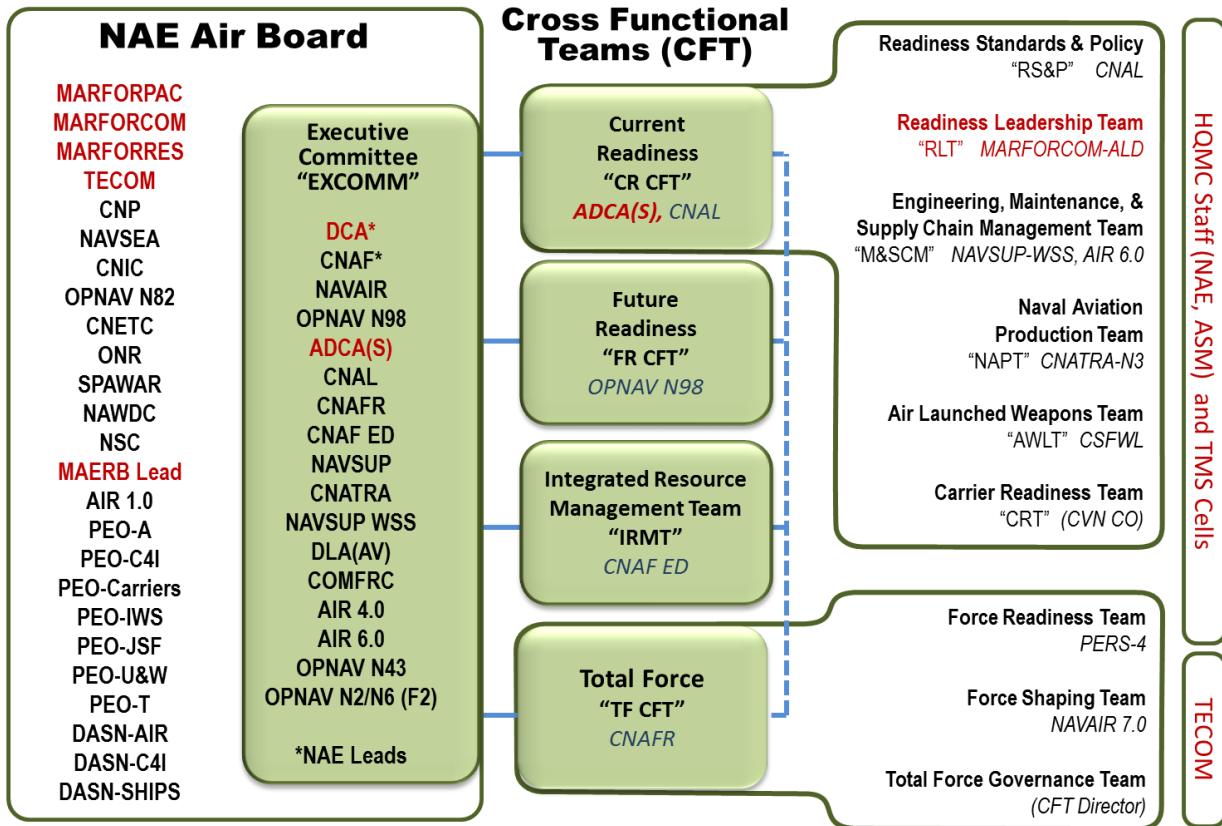 NAE Air Board
MARFORPAC
MARFORCOM
MARFORRES
TECOM
CNP
NAVSEA
CNIC
OPNAV N82
CNETC
ONR
SPAWAR
NAWDC
NSC
MAERB Lead
AIR 1.0
PEO-A
PEO-C4I
PEO-Carriers
PEO-IWS
PEO-JSF
PEO-U&W
PEO-T
DASN-AIR
DASN-C4I
DASN-SHIPS
Executive
Committee
“EXCOMM”
DCA*
CNAF*
NAVAIR
OPNAV N98
ADCA(S)
CNAL
CNAFR
CNAF ED
NAVSUP
CNATRA
NAVSUP WSS
DLA(AV)
COMFRC
AIR 4.0
AIR 6.0
OPNAV N43
OPNAV N2/N6 (F2)
*NAE Leads
Cross Functional
Teams (CFT)
Current
Readiness
“CR CFT”
ADCA(S), CNAL
Future
Readiness
“FR CFT”
OPNAV N98
Integrated Resource
Management Team
“IRMT”
CNAF ED
Total Force
“TF CFT”
CNAFR
Readiness Standards & Policy
“RS&P” CNAL
Readiness Leadership Team
“RLT” MARFORCOM-ALD
Engineering, Maintenance, &
Supply Chain Management Team
“M&SCM” NAVSUP-WSS, AIR 6.0
Naval Aviation
Production Team
“NAPT” CNATRA-N3
Air Launched Weapons Team
“AWLT” CSFWL
Carrier Readiness Team
“CRT” (CVN CO)
Force Readiness Team
PERS-4
Force Shaping Team
NAVAIR 7.0
Total Force Governance Team
(CFT Director)
HQMC Staff (NAE, ASM) and TMS Cells
TECOM